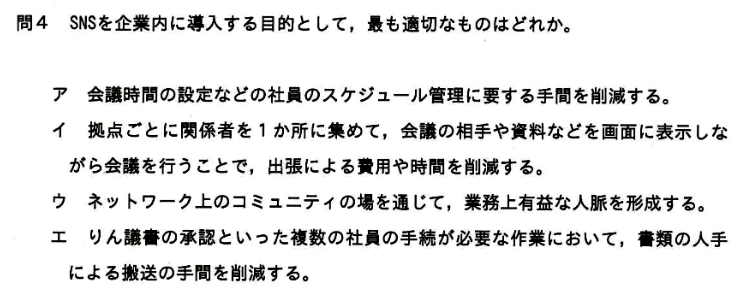 問４ SNSを企業内に導入する目的として，最も適切なものはどれか。
ア 会議時間の設定などの社員のスケジュール管理に要する手間を削減する。
イ 拠点ごとに関係者を１か所に集めて，会議の相手や資料などを画面に表示しな
がら会議を行うことで，出張による費用や時間を削減する。
ウ ネットワーク上のコミュニティの場を通じて，業務上有益な人脈を形成する。
エ りん議書の承認といった複数の社員の手続が必要な作業において，書類の人手
による搬送の手間を削減する。